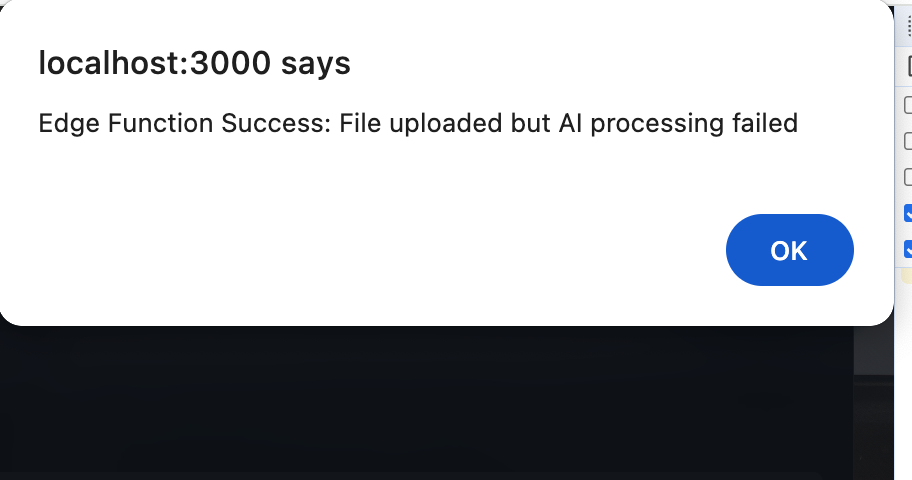 localhost:3000 says
Edge Function Success: File uploaded but AI processing failed
OK